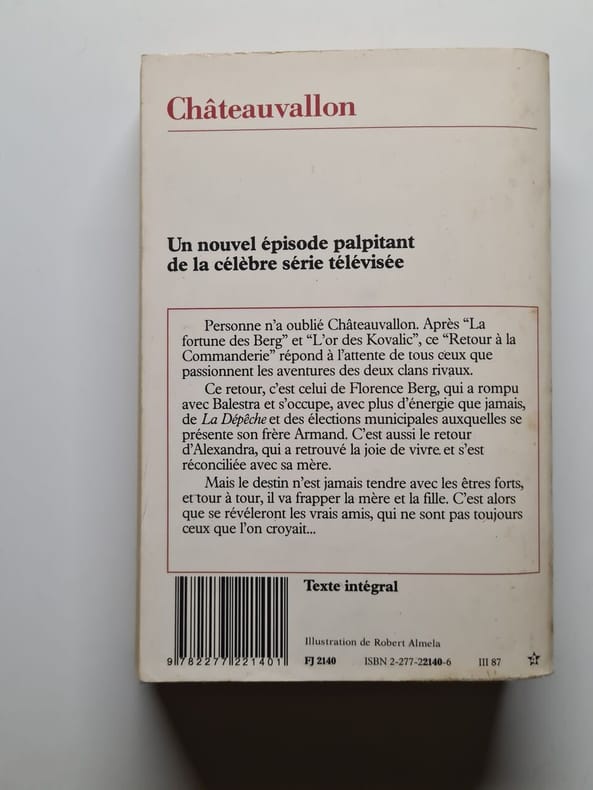 Châteauvallon
Un nouvel épisode palpitant
de la célèbre série télévisée
Personne n'a oublié Châteauvallon. Après "La
fortune des Berg" et "L'or des Kovalic", ce "Retour à la
Commanderie" répond à l'attente de tous ceux que
passionnent les aventures des deux clans rivaux.
Ce retour, c'est celui de Florence Berg, qui a rompu
avec Balestra et s'occupe, avec plus d'énergie que jamais,
de La Dépêche et des élections municipales auxquelles se
présente son frère Armand. C'est aussi le retour
d'Alexandra, qui a retrouvé la joie de vivre et s'est
réconciliée avec sa mère.
Mais le destin n'est jamais tendre avec les êtres forts,
et tour à tour, il va frapper la mère et la fille. C'est alors
que se révéleront les vrais amis, qui ne sont pas toujours
ceux que l'on croyait...
Texte intégral
Illustration de Robert Almela
9 782277 221401
FJ 2140 ISBN 2-277-22140-6 III 87